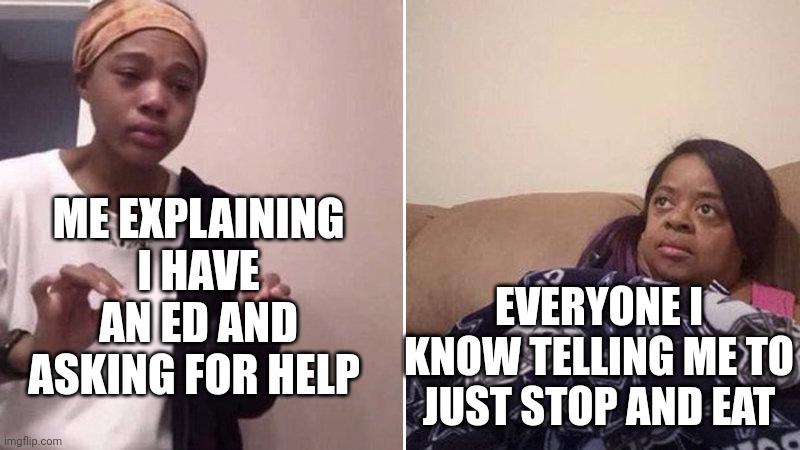 ME EXPLAINING
I HAVE
AN ED AND
ASKING FOR HELP
EVERYONE I
KNOW TELLING ME TO
JUST STOP AND EAT
imgflip.com